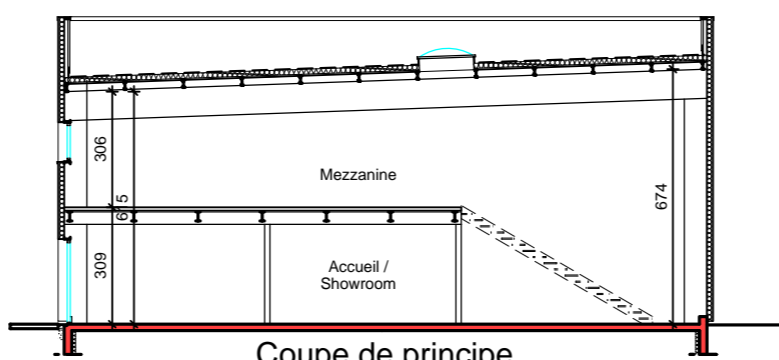 306
615
674
Mezzanine
309
Accueil /
Showroom
Coupe de principe